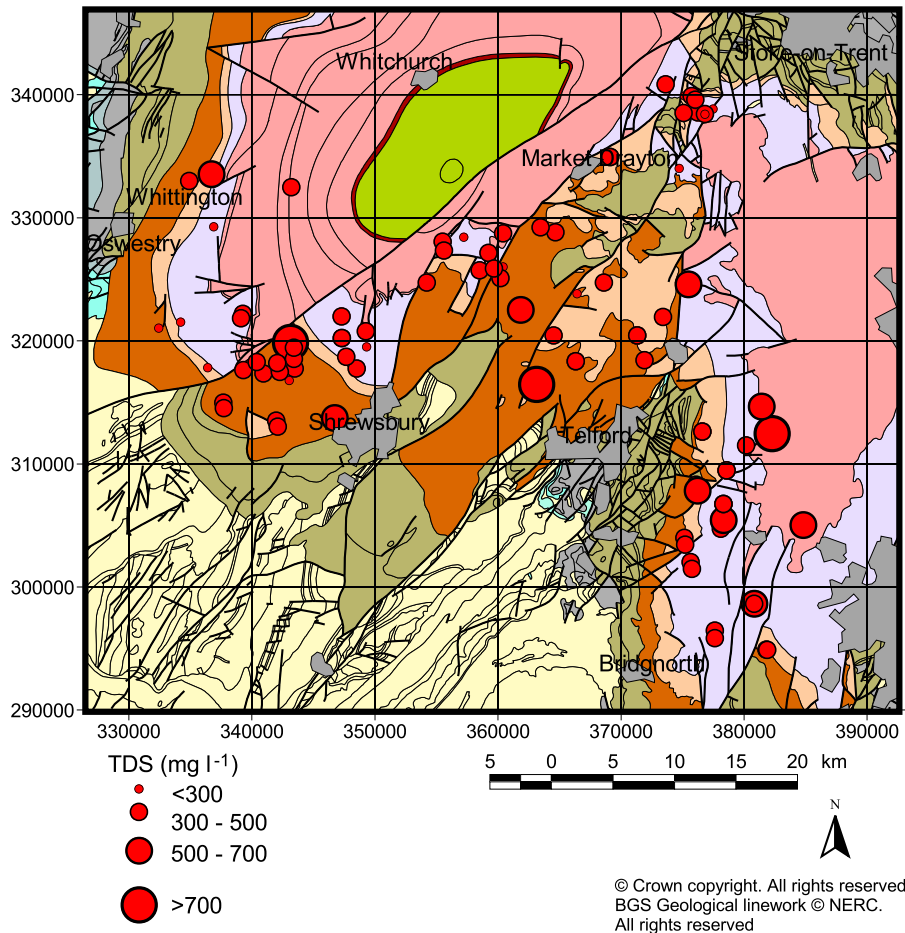 Whitchurch
Stoke-on-Trent
340000
Market Drayton
Whittington
330000
Oswestry
320000
Shrewsbury
Telford
310000
300000
Bridgnorth
290000
330000 340000 350000 360000 370000 380000 390000
TDS (mg l-1)
<300
300 - 500
500 - 700
>700
5 0 5 10 15 20 km
N
© Crown copyright. All rights reserved
BGS Geological linework © NERC.
All rights reserved